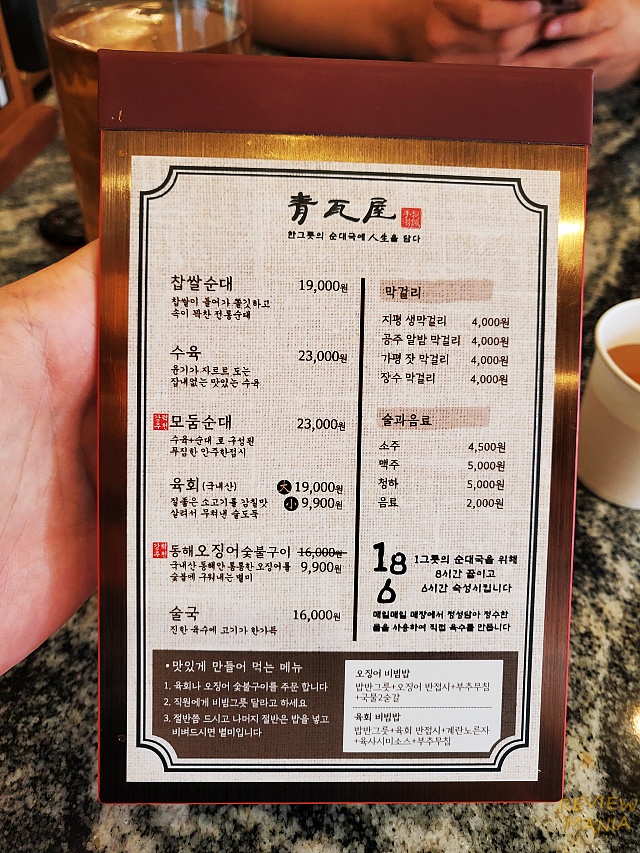 青瓦屋
한그릇의 순대국에 人生을 담다
찹쌀순대 19,000원
찹쌀이 들어가 쫄깃하고
속이 꽉찬 전통순대
수육 23,000원
윤기가 자르르 도는
잡내없는 맛있는 수육
강력추천 모둠순대 23,000원
수육+순대 로 구성된
푸짐한 안주한접시
육회 (국내산) 大 19,000원
질좋은 소고기를 감칠맛 小 9,900원
살려서 무쳐낸 술도둑
강력추천 동해오징어숯불구이 16,000원
국내산 동해안 통통한 오징어를 9,900원
숯불에 구워내는 별미
술국 16,000원
진한 육수에 고기가 한가득
막걸리
지평 생막걸리 4,000원
공주 알밤 막걸리 4,000원
가평 잣 막걸리 4,000원
장수 막걸리 4,000원
술과음료
소주 4,500원
맥주 5,000원
청하 5,000원
음료 2,000원
186
1그릇의 순대국을 위해
8시간 끓이고
6시간 숙성시킵니다
매일매일 매장에서 정성담아 정수한
물을 사용하여 직접 육수를 만듭니다
• 맛있게 만들어 먹는 메뉴
1. 육회나 오징어 숯불구이를 주문 합니다
2. 직원에게 비빔그릇 달라고 하세요
3. 절반쯤 드시고 나머지 절반은 밥을 넣고
비벼드시면 별미입니다
오징어 비빔밥
밥반그릇+오징어 반접시+부추무침
+국물2술갈
육회 비빔밥
밥반그릇+육회 반접시+계란노른자
+육사시미소스+부추무침
REVIEW
MANIA